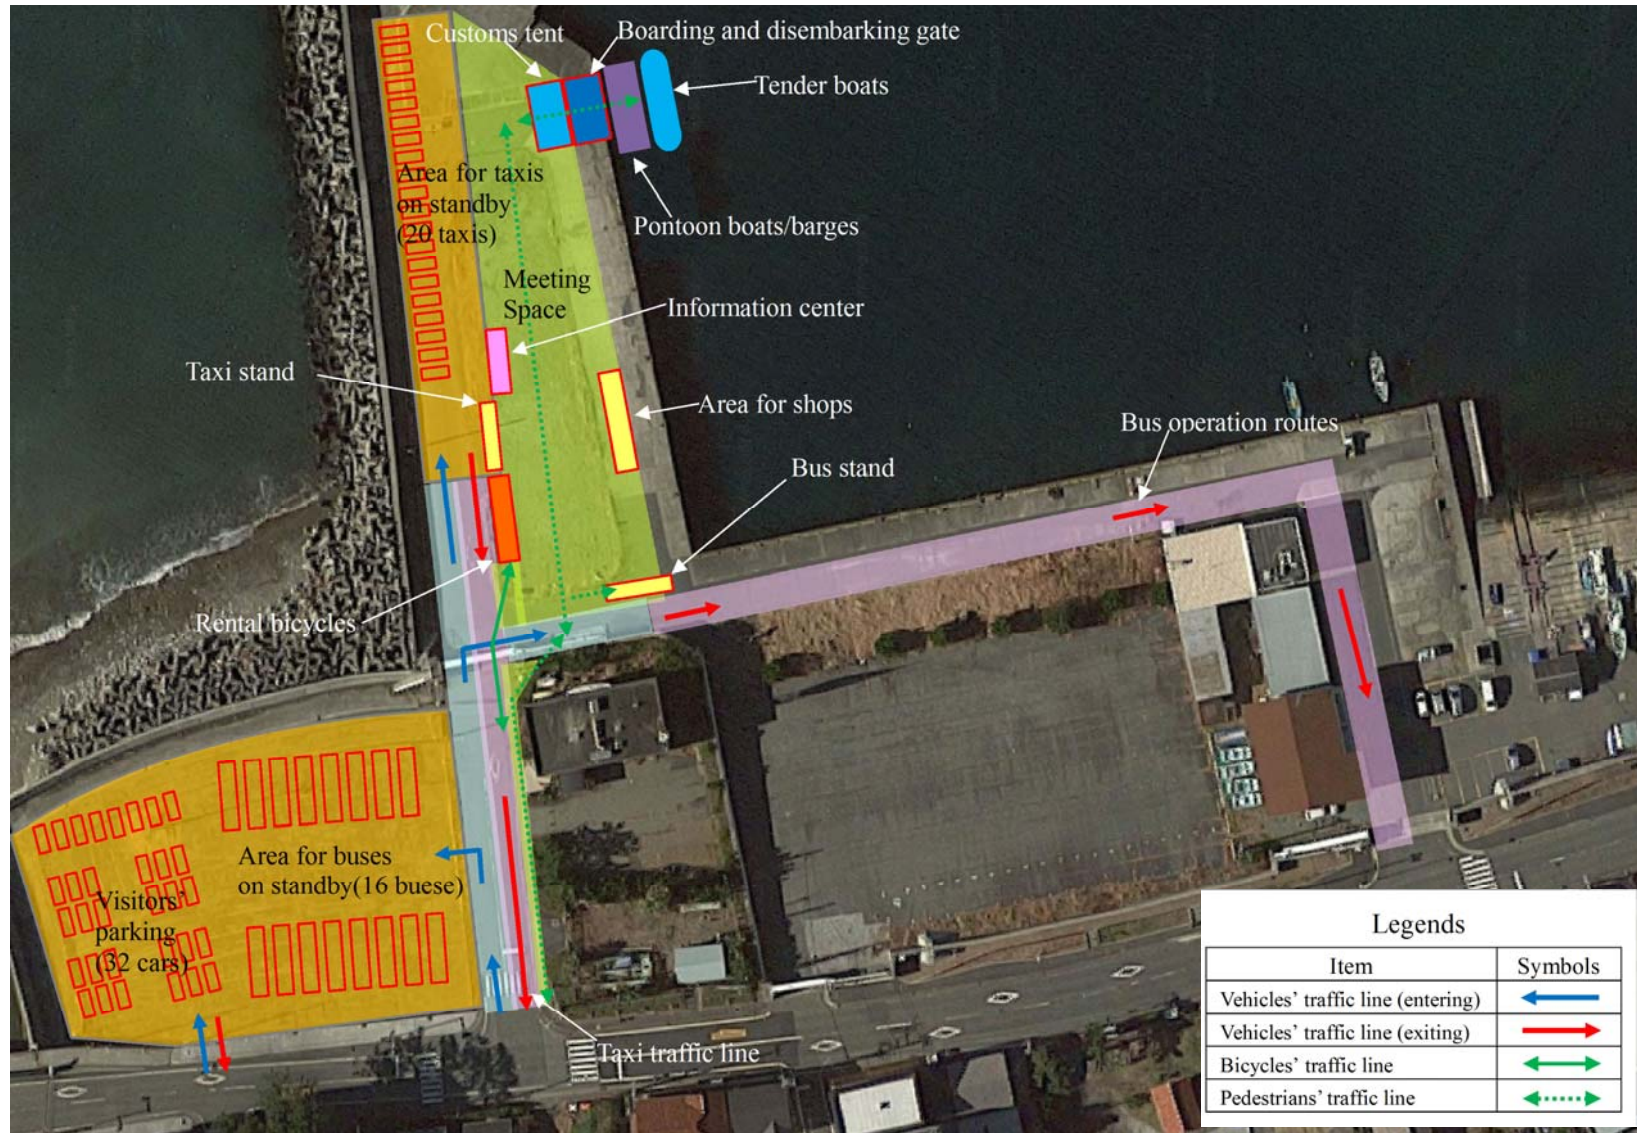 Customs tent
Boarding and disembarking gate
Tender boats
Area for taxis
on standby
(20 taxis)
Pontoon boats/barges
Meeting
Space
Information center
Taxi stand
Area for shops
Bus operation routes
Bus stand
Rental bicycles
Area for buses
on standby(16 buese)
Visitors'
parking
(32 cars)
Taxi traffic line
Legends
Item Symbols
Vehicles' traffic line (entering)
Vehicles' traffic line (exiting)
Bicycles' traffic line
Pedestrians' traffic line